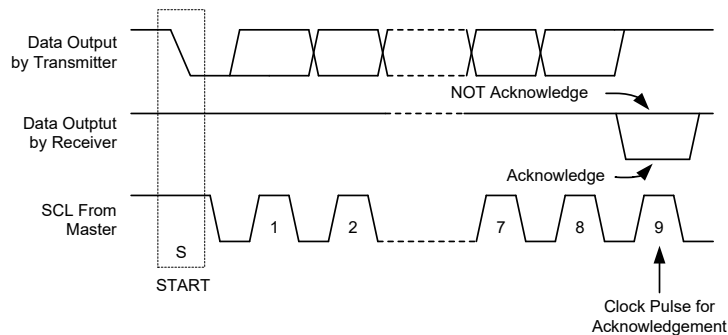 Data Output
by Transmitter
NOT Acknowledge
Data Outptut
by Receiver
Acknowledge
SCL From
Master
1
2
7
8
9
S
START
Clock Pulse for
Acknowledgement